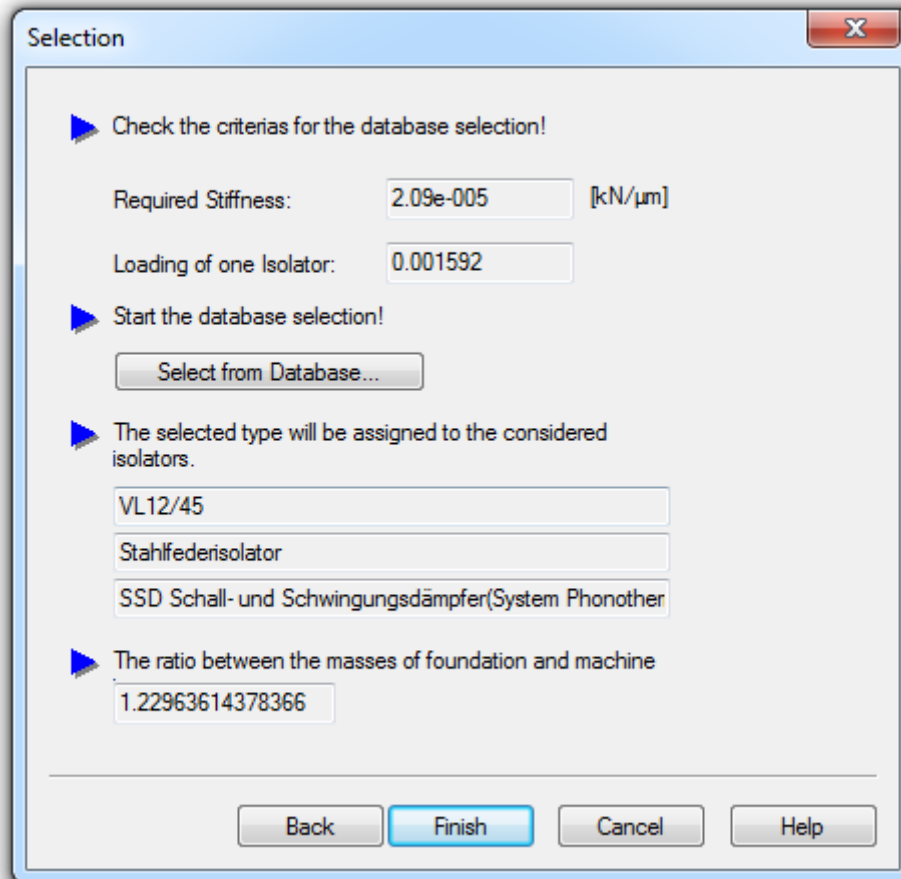 Selection
Check the criterias for the database selection!
Required Stiffness: 2.09e-005 [kN/µm]
Loading of one Isolator: 0.001592
Start the database selection!
Select from Database...
The selected type will be assigned to the considered
isolators.
VL12/45
Stahlfederisolator
SSD Schall- und Schwingungsdämpfer(System Phonother
The ratio between the masses of foundation and machine
1.22963614378366
Back Finish Cancel Help